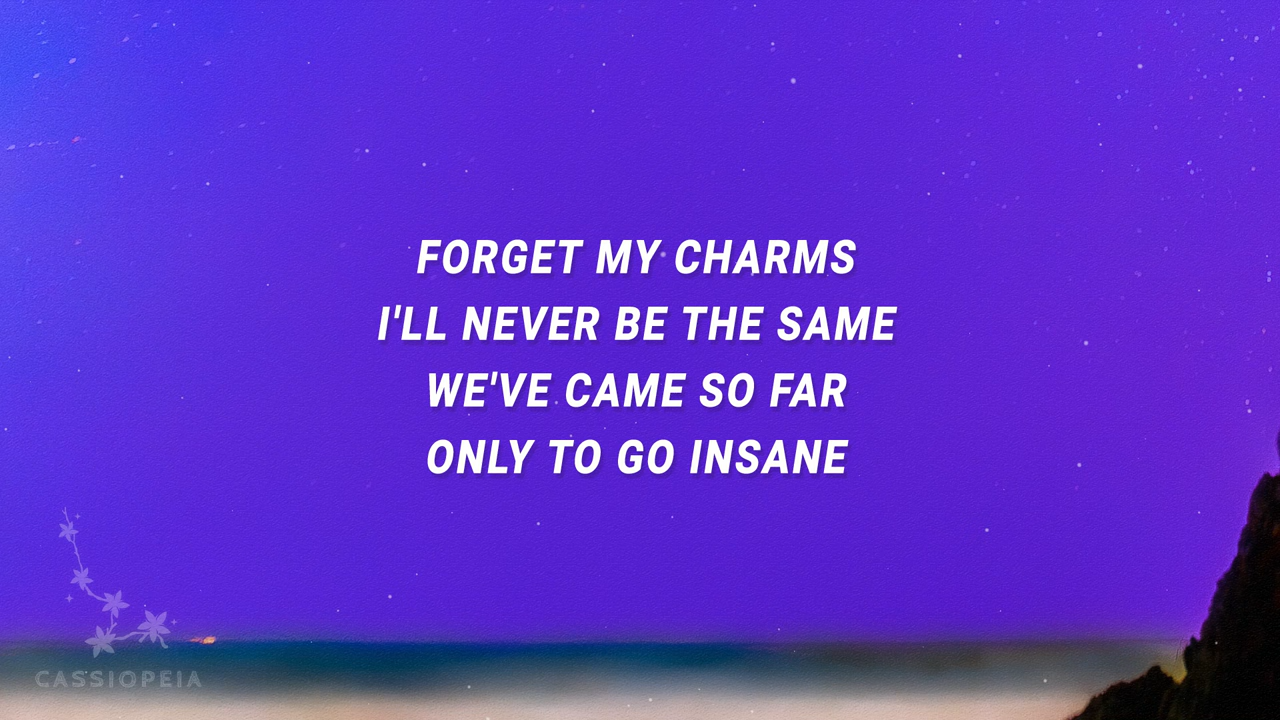 FORGET MY CHARMS
I'LL NEVER BE THE SAME
WE'VE CAME SO FAR
ONLY TO GO INSANE
CASSIOPEIA